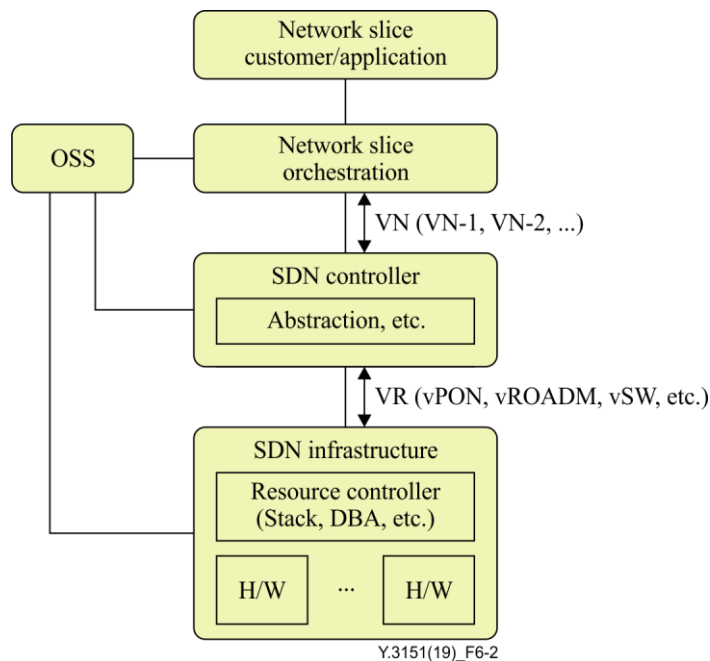 Network slice
customer/application
OSS
Network slice
orchestration
VN (VN-1, VN-2, ...)
SDN controller
Abstraction, etc.
VR (vPON, vROADM, vSW, etc.)
SDN infrastructure
Resource controller
(Stack, DBA, etc.)
H/W ... H/W
Y.3151(19)_F6-2